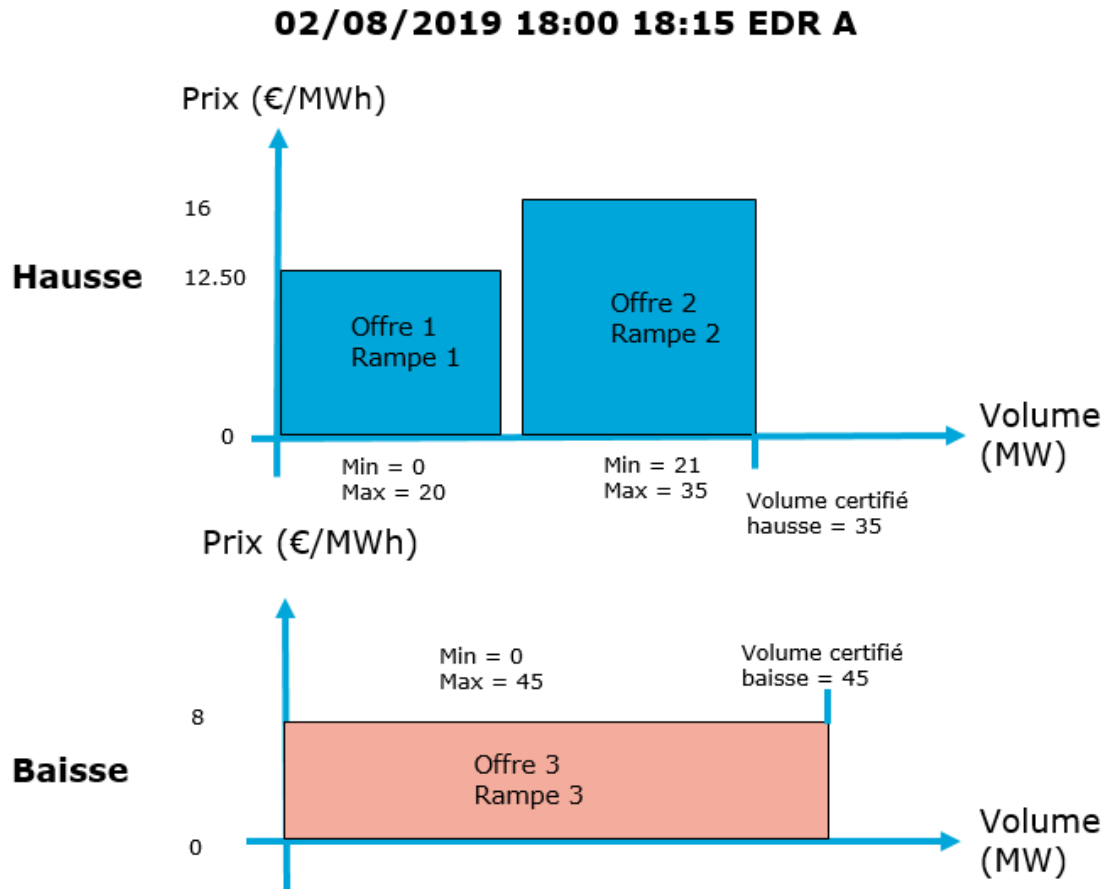 02/08/2019 18:00 18:15 EDR A
Prix (€/MWh)
16
Hausse
12.50
Offre 1
Rampe 1
Offre 2
Rampe 2
0
Volume
(MW)
Min = 0
Max = 20
Min = 21
Max = 35
Volume certifié
hausse = 35
Prix (€/MWh)
Min = 0
Max = 45
Volume certifié
baisse = 45
8
Baisse
Offre 3
Rampe 3
0
Volume
(MW)